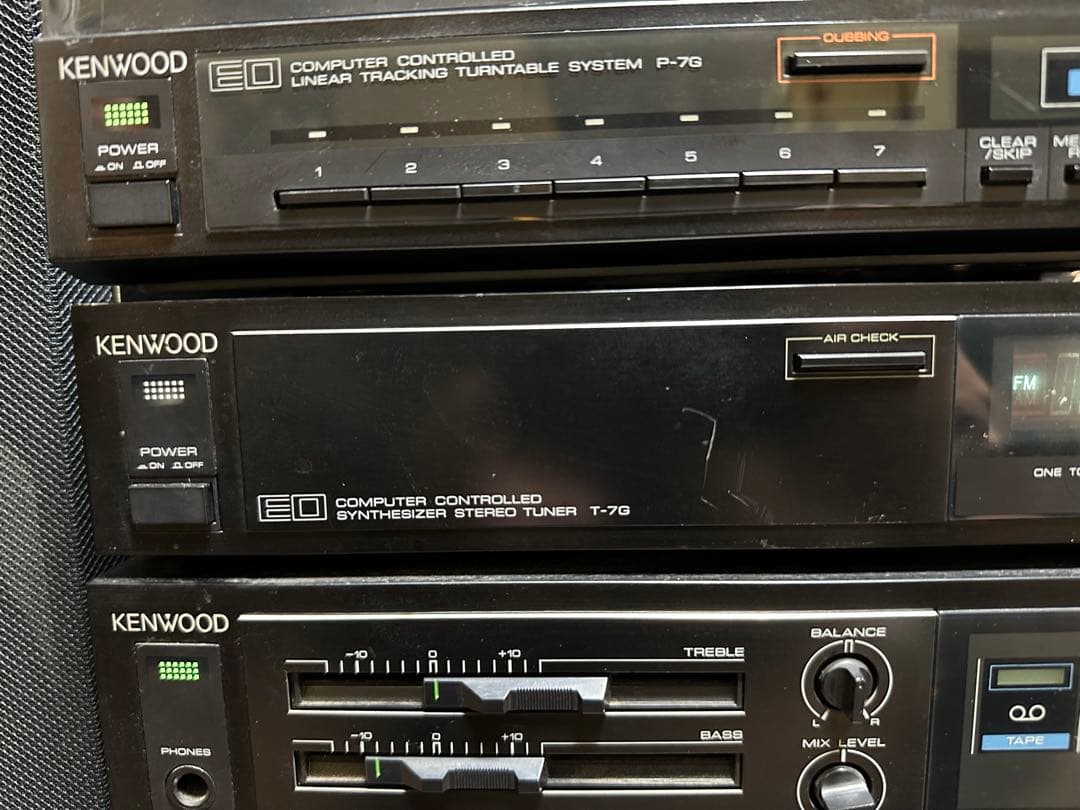 KENWOOD
COMPUTER CONTROLLED
LINEAR TRACKING TURNTABLE SYSTEM P-7G
DUBBING
POWER
ON OFF
1 2 3 4 5 6 7
CLEAR
/SKIP
KENWOOD
AIR CHECK
FM
POWER
ON OFF
COMPUTER CONTROLLED
SYNTHESIZER STEREO TUNER T-7G
ONE
KENWOOD
-10 0 +10 TREBLE
BALANCE
L R
PHONES
-10 0 +10 BASS
MIX LEVEL
TAPE